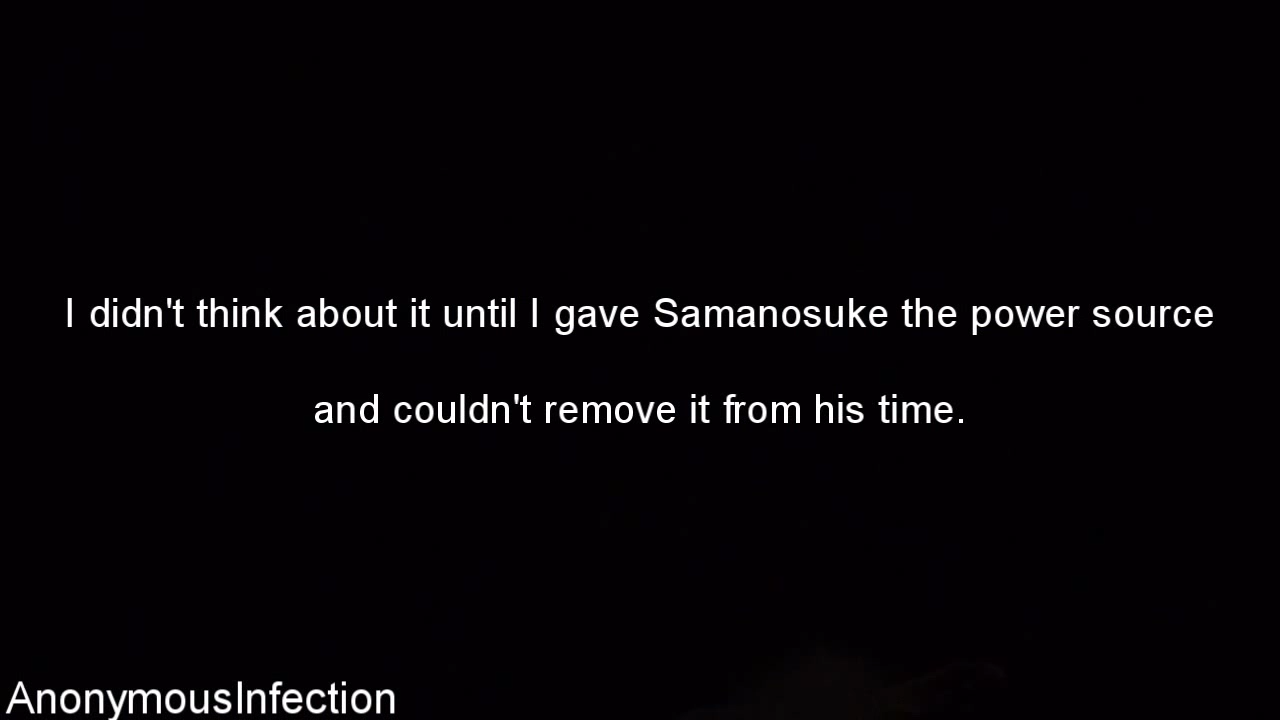 I didn't think about it until I gave Samanosuke the power source
and couldn't remove it from his time.
AnonymousInfection